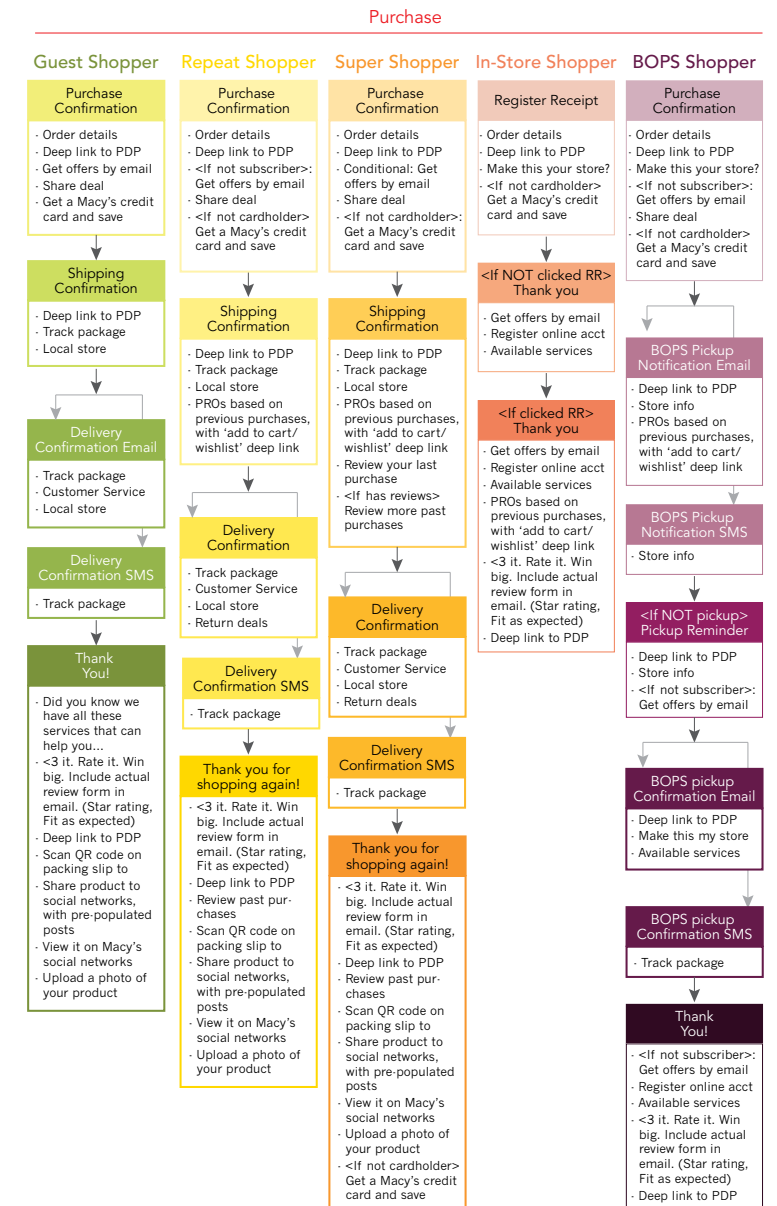 Purchase
Guest Shopper
Purchase
Confirmation
· Order details
· Deep link to PDP
· Get offers by email
· Share deal
· Get a Macy's credit
card and save
Shipping
Confirmation
· Deep link to PDP
· Track package
· Local store
Delivery
Confirmation Email
· Track package
· Customer Service
· Local store
Delivery
Confirmation SMS
· Track package
Thank
You!
· Did you know we
have all these
services that can
help you...
· <3 it. Rate it. Win
big. Include actual
review form in
email. (Star rating,
Fit as expected)
· Deep link to PDP
· Scan QR code on
packing slip to
· Share product to
social networks,
with pre-populated
posts
· View it on Macy's
social networks
· Upload a photo of
your product
Repeat Shopper
Purchase
Confirmation
· Order details
· Deep link to PDP
· <If not subscriber>:
Get offers by email
· Share deal
· <If not cardholder>
Get a Macy's credit
card and save
Shipping
Confirmation
· Deep link to PDP
· Track package
· Local store
· PROs based on
previous purchases,
with 'add to cart/
wishlist' deep link
Delivery
Confirmation
· Track package
· Customer Service
· Local store
· Return deals
Delivery
Confirmation SMS
· Track package
Thank you for
shopping again!
· <3 it. Rate it. Win
big. Include actual
review form in
email. (Star rating,
Fit as expected)
· Deep link to PDP
· Review past pur-
chases
· Scan QR code on
packing slip to
· Share product to
social networks,
with pre-populated
posts
· View it on Macy's
social networks
· Upload a photo of
your product
Super Shopper
Purchase
Confirmation
· Order details
· Deep link to PDP
· Conditional: Get
offers by email
· Share deal
· <If not cardholder>:
Get a Macy's credit
card and save
Shipping
Confirmation
· Deep link to PDP
· Track package
· Local store
· PROs based on
previous purchases,
with 'add to cart/
wishlist' deep link
· Review your last
purchase
· <If has reviews>
Review more past
purchases
Delivery
Confirmation
· Track package
· Customer Service
· Local store
· Return deals
Delivery
Confirmation SMS
· Track package
Thank you for
shopping again!
· <3 it. Rate it. Win
big. Include actual
review form in
email. (Star rating,
Fit as expected)
· Deep link to PDP
· Review past pur-
chases
· Scan QR code on
packing slip to
· Share product to
social networks,
with pre-populated
posts
· View it on Macy's
social networks
· Upload a photo of
your product
· <If not cardholder>
Get a Macy's credit
card and save
In-Store Shopper
Register Receipt
· Order details
· Deep link to PDP
· Make this your store?
· <If not cardholder>
Get a Macy's credit
card and save
<If NOT clicked RR>
Thank you
· Get offers by email
· Register online acct
· Available services
<If clicked RR>
Thank you
· Get offers by email
· Register online acct
· Available services
· PROs based on
previous purchases,
with 'add to cart/
wishlist' deep link
· <3 it. Rate it. Win
big. Include actual
review form in
email. (Star rating,
Fit as expected)
· Deep link to PDP
BOPS Shopper
Purchase
Confirmation
· Order details
· Deep link to PDP
· Make this your store?
· <If not subscriber>:
Get offers by email
· Share deal
· <If not cardholder>
Get a Macy's credit
card and save
BOPS Pickup
Notification Email
· Deep link to PDP
· Store info
· PROs based on
previous purchases,
with 'add to cart/
wishlist' deep link
BOPS Pickup
Notification SMS
· Store info
<If NOT pickup>
Pickup Reminder
· Deep link to PDP
· Store info
· <If not subscriber>:
Get offers by email
BOPS pickup
Confirmation Email
· Deep link to PDP
· Make this my store
· Available services
BOPS pickup
Confirmation SMS
· Track package
Thank
You!
· <If not subscriber>:
Get offers by email
· Register online acct
· Available services
· <3 it. Rate it. Win
big. Include actual
review form in
email. (Star rating,
Fit as expected)
· Deep link to PDP